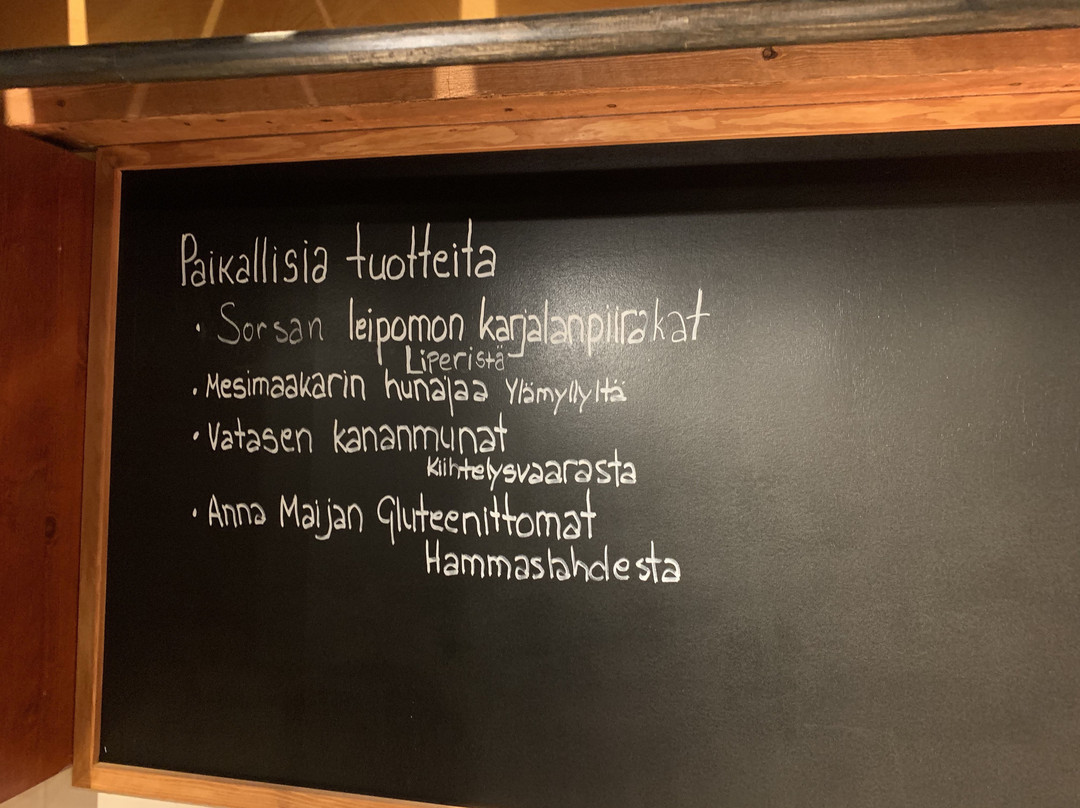 Paikallisia tuotteita
• Sorsan leipomon karjalanpiirakat
Liperistä
• Mesimaakarin hunajaa Ylämyllyltä
• Vatasen kananmunat
Kiihtelysvaarasta
• Anna Maijan Gluteenittomat
Hammaslahdesta